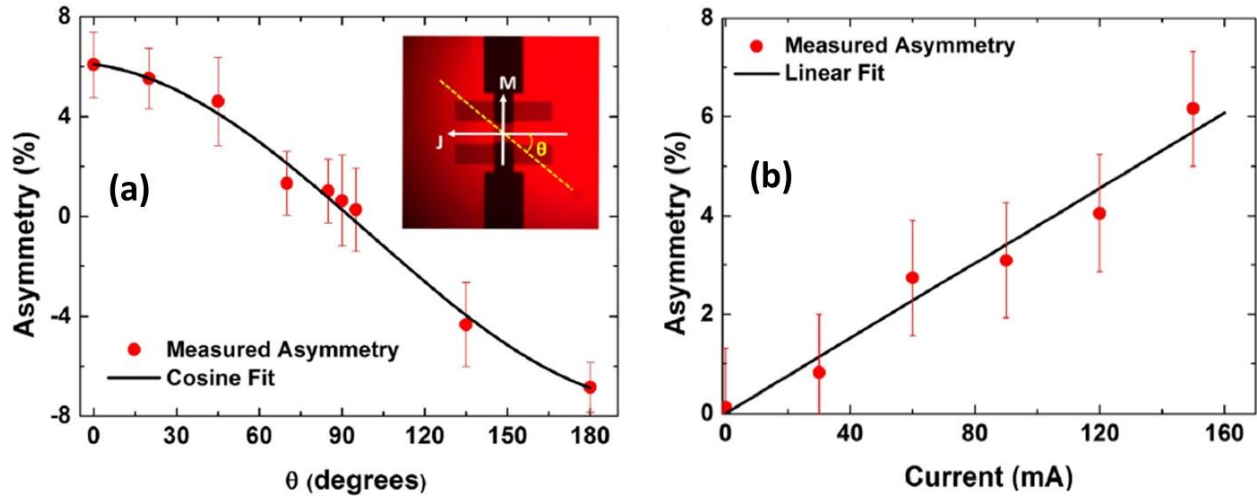 8
4
0
-4
-8
Asymmetry (%)
(a)
M
J
θ
Measured Asymmetry
Cosine Fit
0 30 60 90 120 150 180
θ (degrees)
8
6
4
2
0
Asymmetry (%)
Measured Asymmetry
Linear Fit
(b)
0 40 80 120 160
Current (mA)